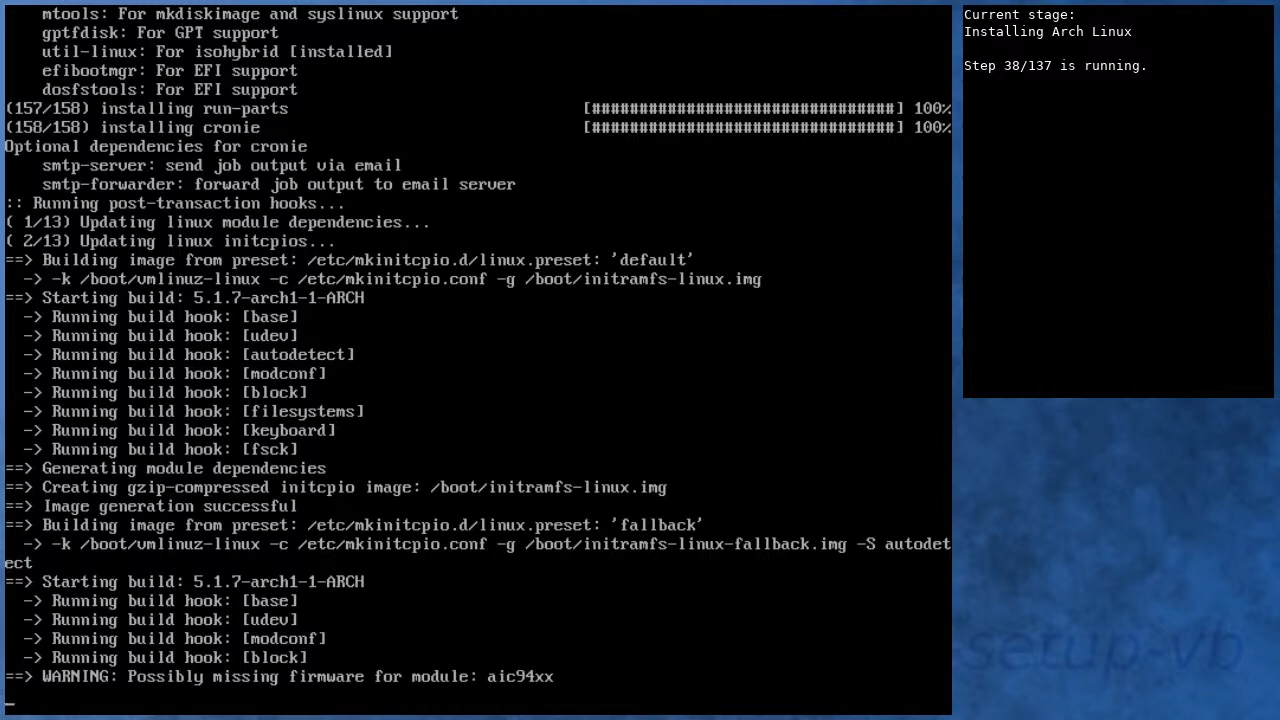 mtools: For mkdiskimage and syslinux support
gptfdisk: For GPT support
util-linux: For isohybrid [installed]
efibootmgr: For EFI support
dosfstools: For EFI support
(157/158) installing run-parts [################################] 100%
(158/158) installing cronie [################################] 100%
Optional dependencies for cronie
smtp-server: send job output via email
smtp-forwarder: forward job output to email server
:: Running post-transaction hooks...
( 1/13) Updating linux module dependencies...
( 2/13) Updating linux initcpios...
==> Building image from preset: /etc/mkinitcpio.d/linux.preset: 'default'
-> -k /boot/vmlinuz-linux -c /etc/mkinitcpio.conf -g /boot/initramfs-linux.img
==> Starting build: 5.1.7-arch1-1-ARCH
-> Running build hook: [base]
-> Running build hook: [udev]
-> Running build hook: [autodetect]
-> Running build hook: [modconf]
-> Running build hook: [block]
-> Running build hook: [filesystems]
-> Running build hook: [keyboard]
-> Running build hook: [fsck]
==> Generating module dependencies
==> Creating gzip-compressed initcpio image: /boot/initramfs-linux.img
==> Image generation successful
==> Building image from preset: /etc/mkinitcpio.d/linux.preset: 'fallback'
-> -k /boot/vmlinuz-linux -c /etc/mkinitcpio.conf -g /boot/initramfs-linux-fallback.img -S autodet
ect
==> Starting build: 5.1.7-arch1-1-ARCH
-> Running build hook: [base]
-> Running build hook: [udev]
-> Running build hook: [modconf]
-> Running build hook: [block]
==> WARNING: Possibly missing firmware for module: aic94xx
_
Current stage:
Installing Arch Linux
Step 38/137 is running.
setup-vb